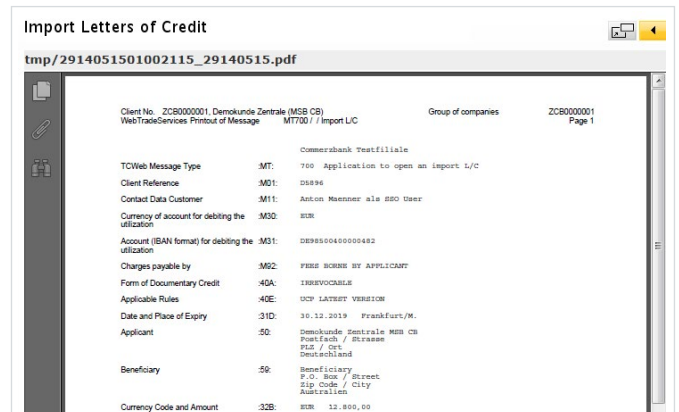 Import Letters of Credit
tmp/2914051501002115_29140515.pdf
Client No. ZCB0000001, Demokunde Zentrale (MSB CB) Group of companies ZCB0000001
WebTradeServices Printout of Message MT700 / / Import L/C Page 1
Commerzbank Testfiliale
TCWeb Message Type :MT: 700 Application to open an import L/C
Client Reference :M01: D5896
Contact Data Customer :M11: Anton Maenner als SSO User
Currency of account for debiting the :M30: EUR
utilization
Account (IBAN format) for debiting the :M31: DE98500400000482
utilization
Charges payable by :M92: FEES BORNE BY APPLICANT
Form of Documentary Credit :40A: IRREVOCABLE
Applicable Rules :40E: UCP LATEST VERSION
Date and Place of Expiry :31D: 30.12.2019 Frankfurt/M.
Applicant :50: Demokunde Zentrale MSB CB
Postfach / Strasse
PLZ / Ort
Deutschland
Beneficiary :59: Beneficiary
P.O. Box / Street
Zip Code / City
Australien
Currency Code and Amount :32B: EUR 12.800,00